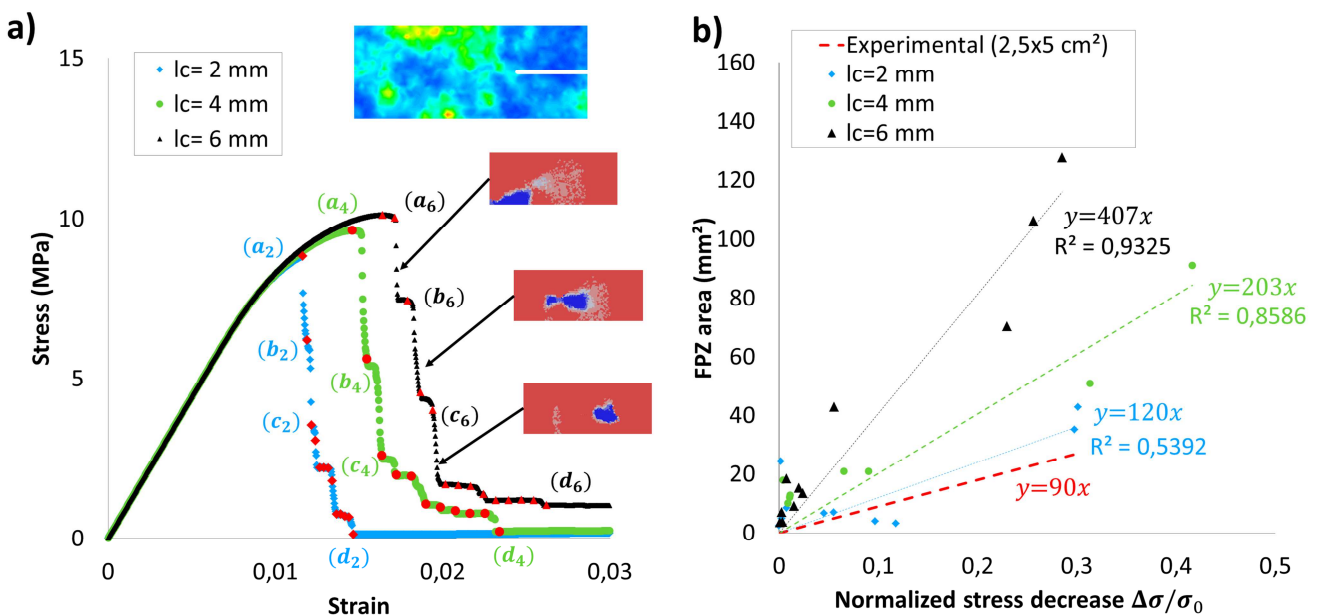 a)
15
10
5
0
Stress (MPa)
lc= 2 mm
lc= 4 mm
lc= 6 mm
(a₂)
(a₄)
(a₆)
(b₂)
(b₄)
(b₆)
(c₂)
(c₄)
(c₆)
(d₂)
(d₄)
(d₆)
0
0,01
0,02
0,03
Strain
b)
160
140
120
100
80
60
40
20
0
FPZ area (mm²)
Experimental (2,5x5 cm²)
lc=2 mm
lc=4 mm
lc=6 mm
y=407x
R² = 0,9325
y=203x
R² = 0,8586
y=120x
R² = 0,5392
y=90x
0
0,1
0,2
0,3
0,4
0,5
Normalized stress decrease Δσ/σ₀